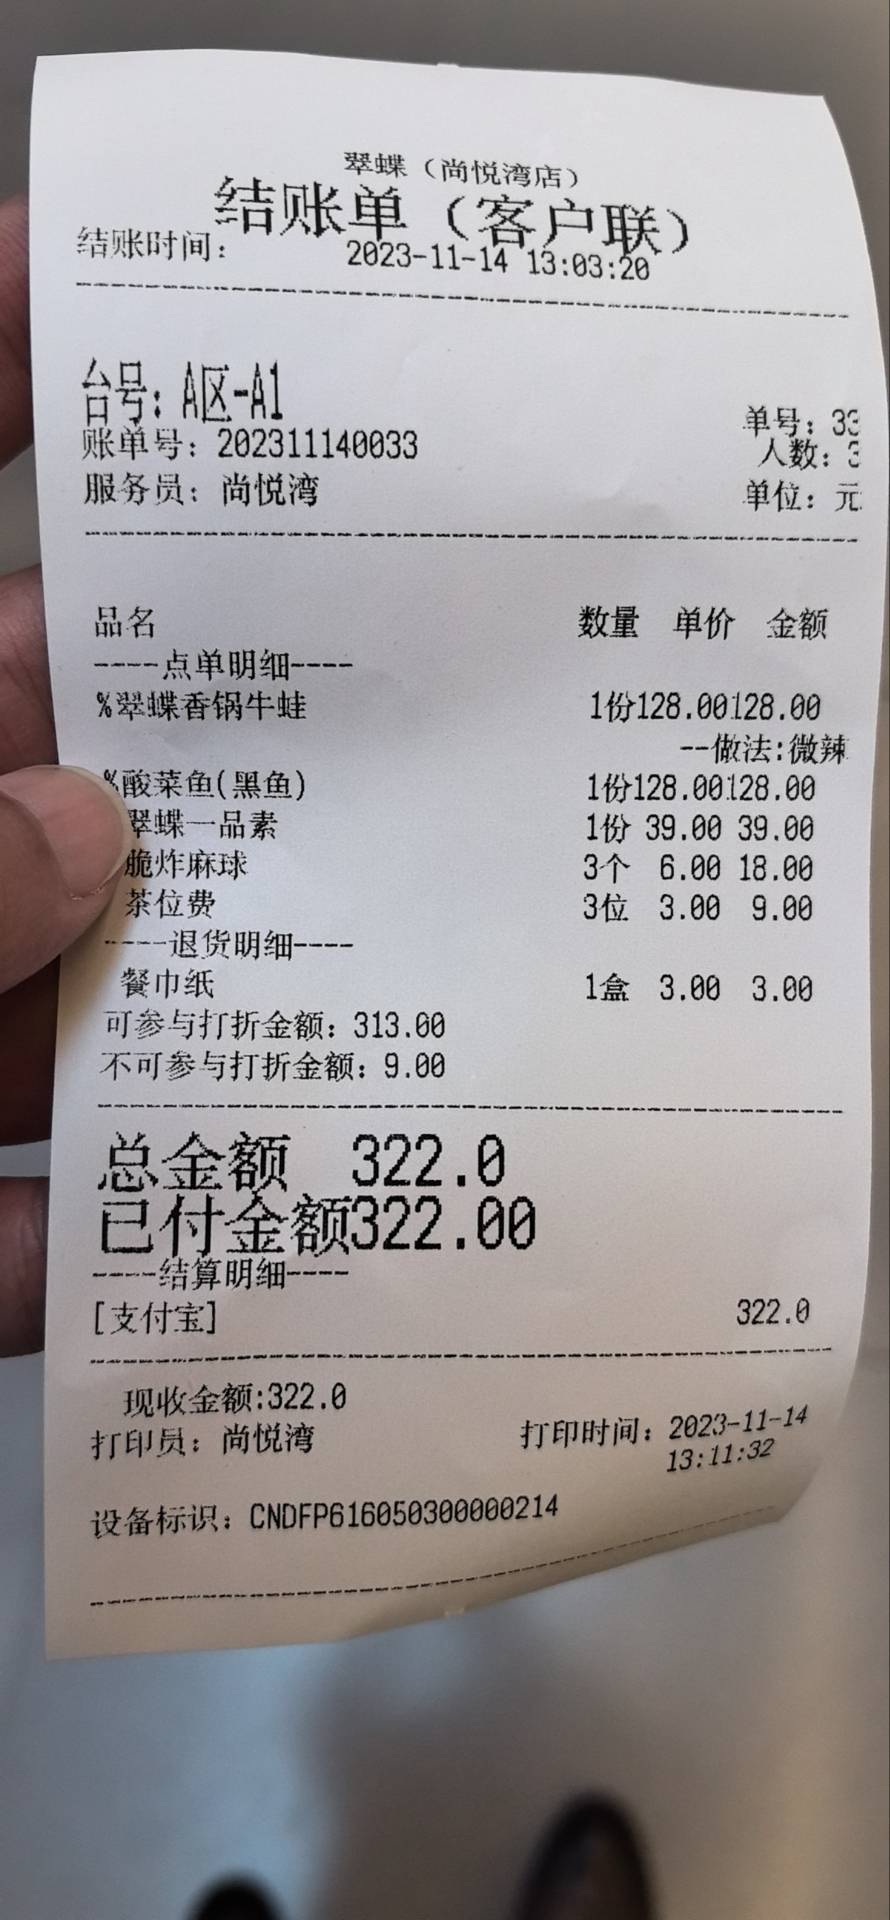 翠蝶（尚悦湾店）
结账单（客户联）
结账时间： 2023-11-14 13:03:20
台号：A区-A1
单号：33
账单号：202311140033
人数：3
服务员：尚悦湾
单位：元
品名 数量 单价 金额
----点单明细----
%翠蝶香锅牛蛙 1份128.00128.00
--做法:微辣
%酸菜鱼(黑鱼) 1份128.00128.00
翠蝶一品素 1份 39.00 39.00
脆炸麻球 3个 6.00 18.00
茶位费 3位 3.00 9.00
----退货明细----
餐巾纸 1盒 3.00 3.00
可参与打折金额：313.00
不可参与打折金额：9.00
总金额 322.0
已付金额322.00
----结算明细----
[支付宝] 322.0
现收金额:322.0
打印员：尚悦湾 打印时间：2023-11-14
13:11:32
设备标识：CNDFP616050300000214